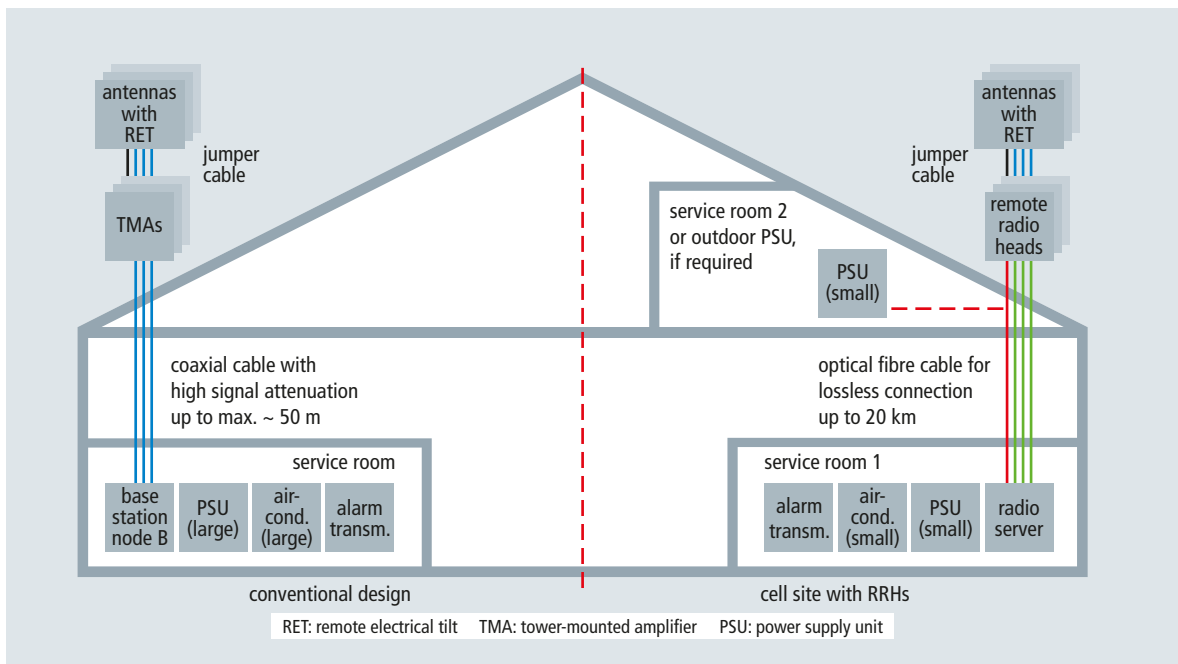 antennas
with
RET
jumper
cable
TMAs
coaxial cable with
high signal attenuation
up to max. ~ 50 m
service room
base
station
node B
PSU
(large)
air-
cond.
(large)
alarm
transm.
conventional design
antennas
with
RET
jumper
cable
remote
radio
heads
service room 2
or outdoor PSU,
if required
PSU
(small)
optical fibre cable for
lossless connection
up to 20 km
service room 1
alarm
transm.
air-
cond.
(small)
PSU
(small)
radio
server
cell site with RRHs
RET: remote electrical tilt TMA: tower-mounted amplifier PSU: power supply unit